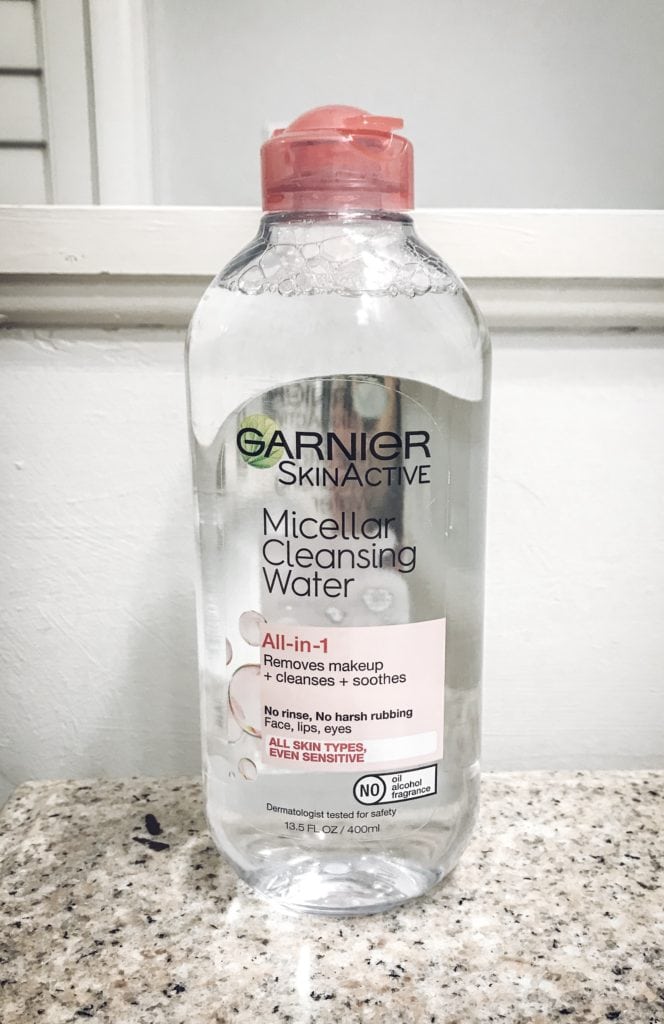 GARNIER
SKINACTIVE
Micellar
Cleansing
Water
All-in-1
Removes makeup
+ cleanses + soothes
No rinse, No harsh rubbing
Face, lips, eyes
ALL SKIN TYPES,
EVEN SENSITIVE
NO oil
alcohol
fragrance
Dermatologist tested for safety
13.5 FL OZ / 400ml